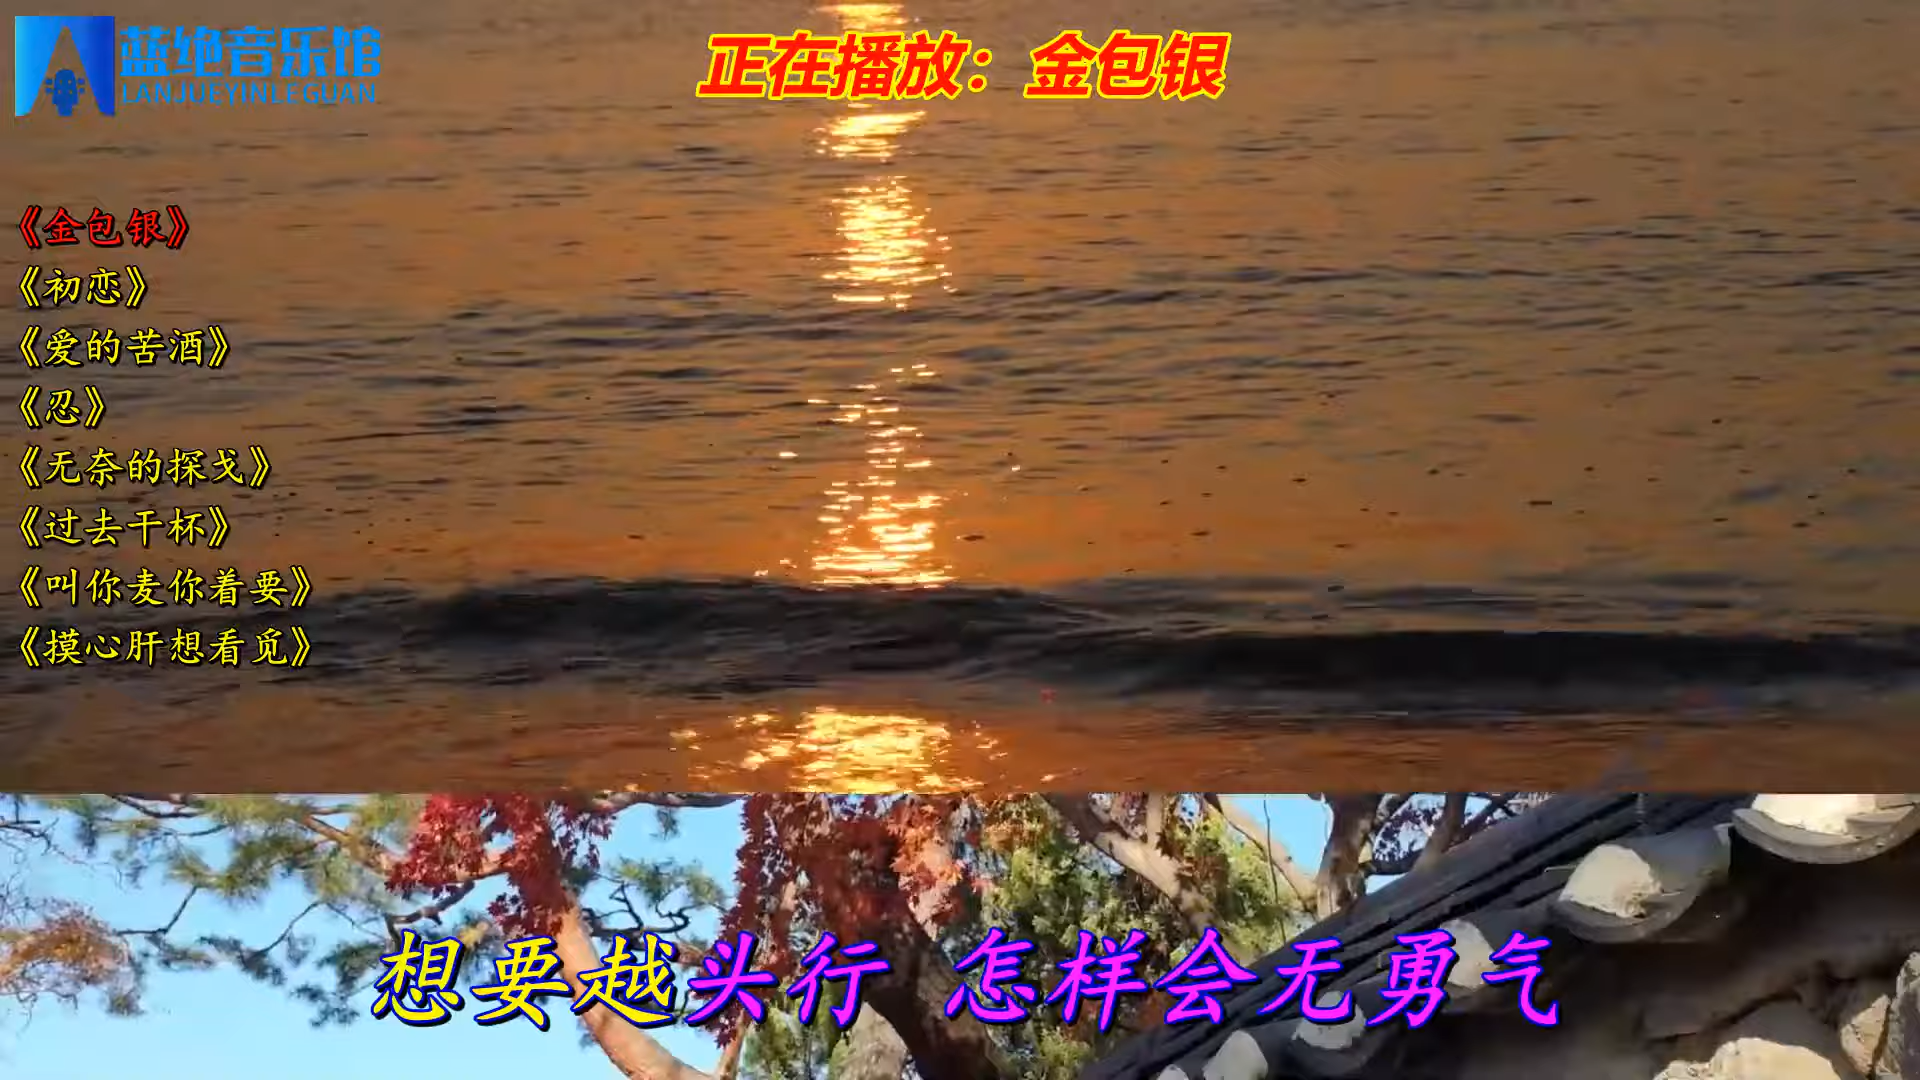 蓝绝音乐馆
LANJUEYINLEGUAN
正在播放：金包银
《金包银》
《初恋》
《爱的苦酒》
《忍》
《无奈的探戈》
《过去干杯》
《叫你麦你着要》
《摸心肝想看觅》
想要越头行 怎样会无勇气